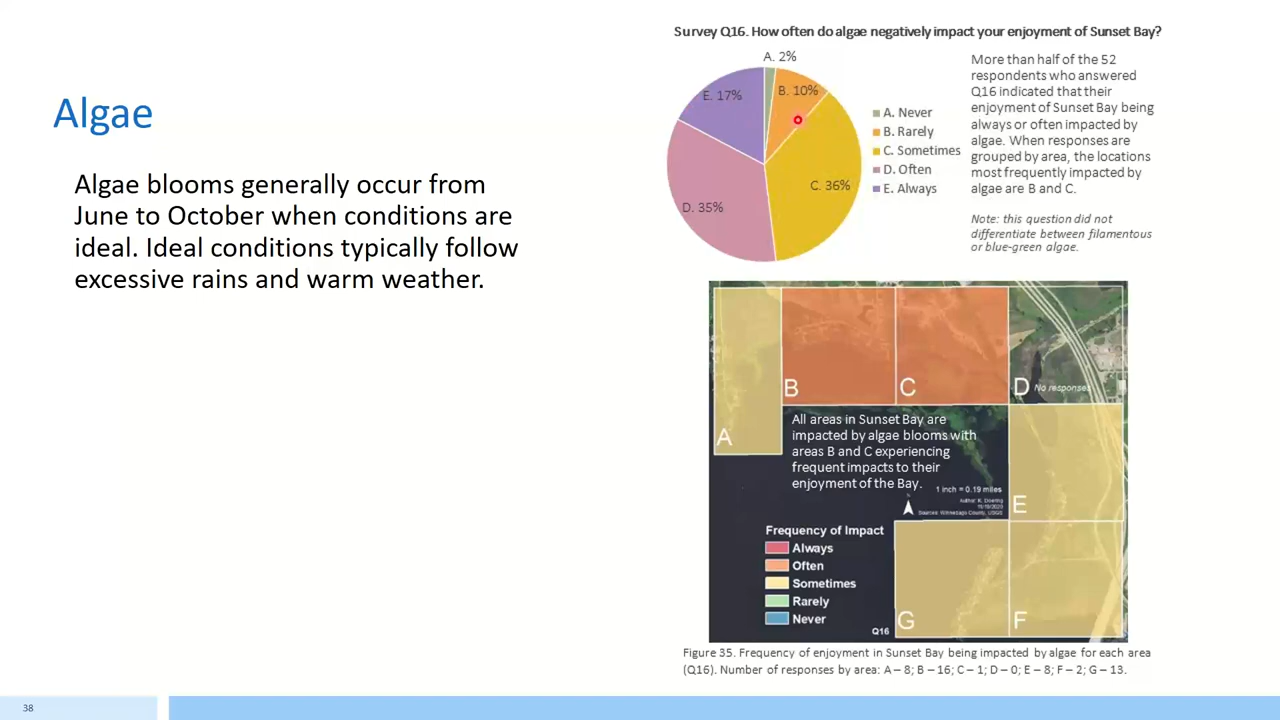 Algae
Algae blooms generally occur from
June to October when conditions are
ideal. Ideal conditions typically follow
excessive rains and warm weather.
Survey Q16. How often do algae negatively impact your enjoyment of Sunset Bay?
A. 2%
B. 10%
C. 36%
D. 35%
E. 17%
A. Never
B. Rarely
C. Sometimes
D. Often
E. Always
More than half of the 52
respondents who answered
Q16 indicated that their
enjoyment of Sunset Bay being
always or often impacted by
algae. When responses are
grouped by area, the locations
most frequently impacted by
algae are B and C.
Note: this question did not
differentiate between filamentous
or blue-green algae.
A
B
C
D No responses
All areas in Sunset Bay are
impacted by algae blooms with
areas B and C experiencing
frequent impacts to their
enjoyment of the Bay.
1 inch = 0.19 miles
Sources: Winnebago County, USGS
E
Frequency of Impact
Always
Often
Sometimes
Rarely
Never
Q16
G
F
Figure 35. Frequency of enjoyment in Sunset Bay being impacted by algae for each area
(Q16). Number of responses by area: A – 8; B – 16; C – 1; D – 0; E – 8; F – 2; G – 13.
38